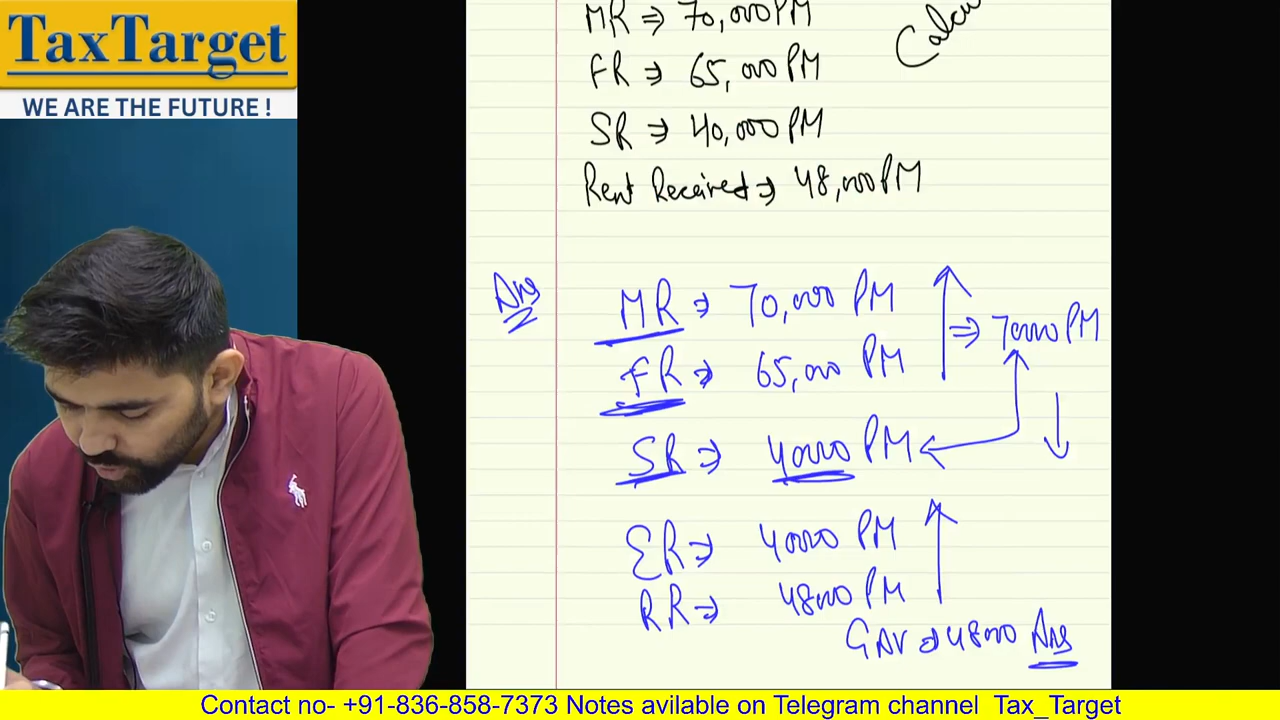 TaxTarget
WE ARE THE FUTURE !
MR ⇒ 70,000 PM
FR ⇒ 65,000 PM
SR ⇒ 40,000 PM
Rent Received ⇒ 48,000 PM
Calcu
Ans
MR ⇒ 70,000 PM
⇒ 70000 PM
FR ⇒ 65,000 PM
SR ⇒ 40000 PM
ER ⇒ 40000 PM
RR ⇒ 48000 PM
GAV ⇒ 48000 Ans
Contact no- +91-836-858-7373 Notes avilable on Telegram channel Tax_Target